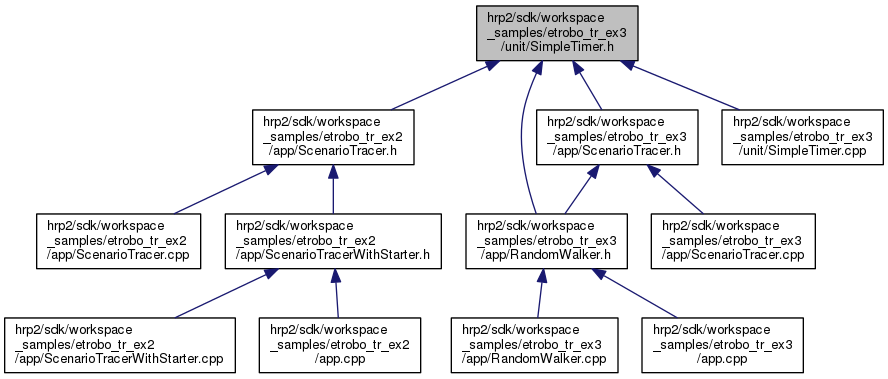 hrp2/sdk/workspace
_samples/etrobo_tr_ex3
/unit/SimpleTimer.h
hrp2/sdk/workspace
_samples/etrobo_tr_ex2
/app/ScenarioTracer.h
hrp2/sdk/workspace
_samples/etrobo_tr_ex3
/app/ScenarioTracer.h
hrp2/sdk/workspace
_samples/etrobo_tr_ex3
/unit/SimpleTimer.cpp
hrp2/sdk/workspace
_samples/etrobo_tr_ex2
/app/ScenarioTracer.cpp
hrp2/sdk/workspace
_samples/etrobo_tr_ex2
/app/ScenarioTracerWithStarter.h
hrp2/sdk/workspace
_samples/etrobo_tr_ex3
/app/RandomWalker.h
hrp2/sdk/workspace
_samples/etrobo_tr_ex3
/app/ScenarioTracer.cpp
hrp2/sdk/workspace
_samples/etrobo_tr_ex2
/app/ScenarioTracerWithStarter.cpp
hrp2/sdk/workspace
_samples/etrobo_tr_ex2
/app.cpp
hrp2/sdk/workspace
_samples/etrobo_tr_ex3
/app/RandomWalker.cpp
hrp2/sdk/workspace
_samples/etrobo_tr_ex3
/app.cpp